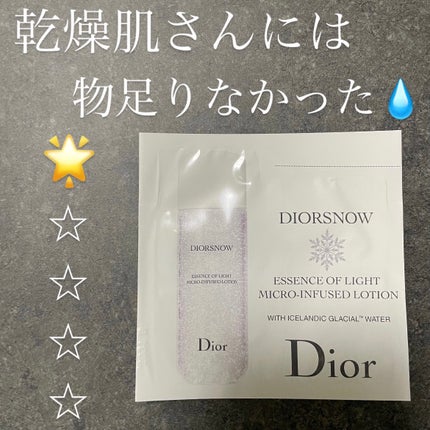 乾燥肌さんには
物足りなかった💧
🌟
☆
☆
☆
☆
DIORSNOW
ESSENCE OF LIGHT
MICRO-INFUSED LOTION
Dior
DIORSNOW
ESSENCE OF LIGHT
MICRO-INFUSED LOTION
WITH ICELANDIC GLACIAL™ WATER
Dior